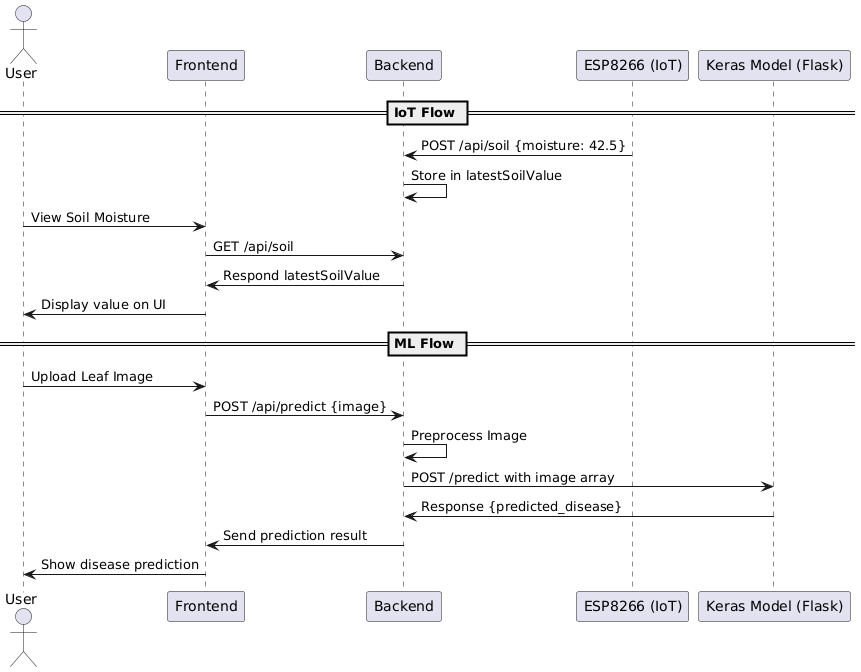 User
Frontend
Backend
ESP8266 (IoT)
Keras Model (Flask)
IoT Flow
POST /api/soil {moisture: 42.5}
Store in latestSoilValue
View Soil Moisture
GET /api/soil
Respond latestSoilValue
Display value on UI
ML Flow
Upload Leaf Image
POST /api/predict {image}
Preprocess Image
POST /predict with image array
Response {predicted_disease}
Send prediction result
Show disease prediction
User
Frontend
Backend
ESP8266 (IoT)
Keras Model (Flask)